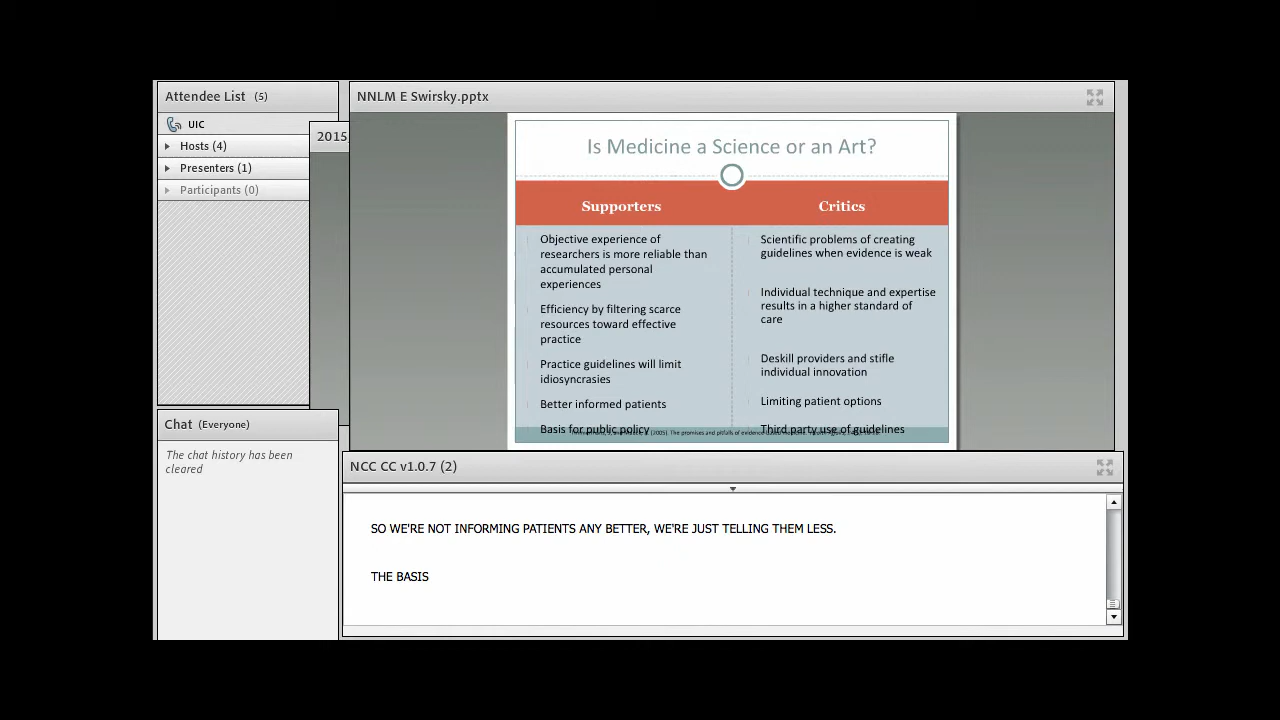 Attendee List (5)
UIC
Hosts (4)
Presenters (1)
Participants (0)
2015
Chat (Everyone)
The chat history has been
cleared
NNLM E Swirsky.pptx
Is Medicine a Science or an Art?
Supporters
Objective experience of
researchers is more reliable than
accumulated personal
experiences
Efficiency by filtering scarce
resources toward effective
practice
Practice guidelines will limit
idiosyncrasies
Better informed patients
Basis for public policy
Critics
Scientific problems of creating
guidelines when evidence is weak
Individual technique and expertise
results in a higher standard of
care
Deskill providers and stifle
individual innovation
Limiting patient options
Third party use of guidelines
(2005). The promises and pitfalls of
NCC CC v1.0.7 (2)
SO WE'RE NOT INFORMING PATIENTS ANY BETTER, WE'RE JUST TELLING THEM LESS.
THE BASIS